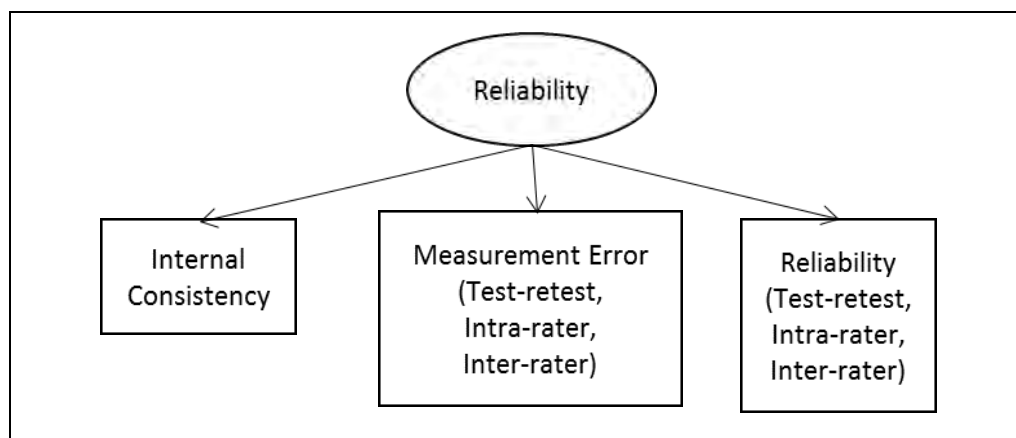 Reliability
Internal
Consistency
Measurement Error
(Test-retest,
Intra-rater,
Inter-rater)
Reliability
(Test-retest,
Intra-rater,
Inter-rater)